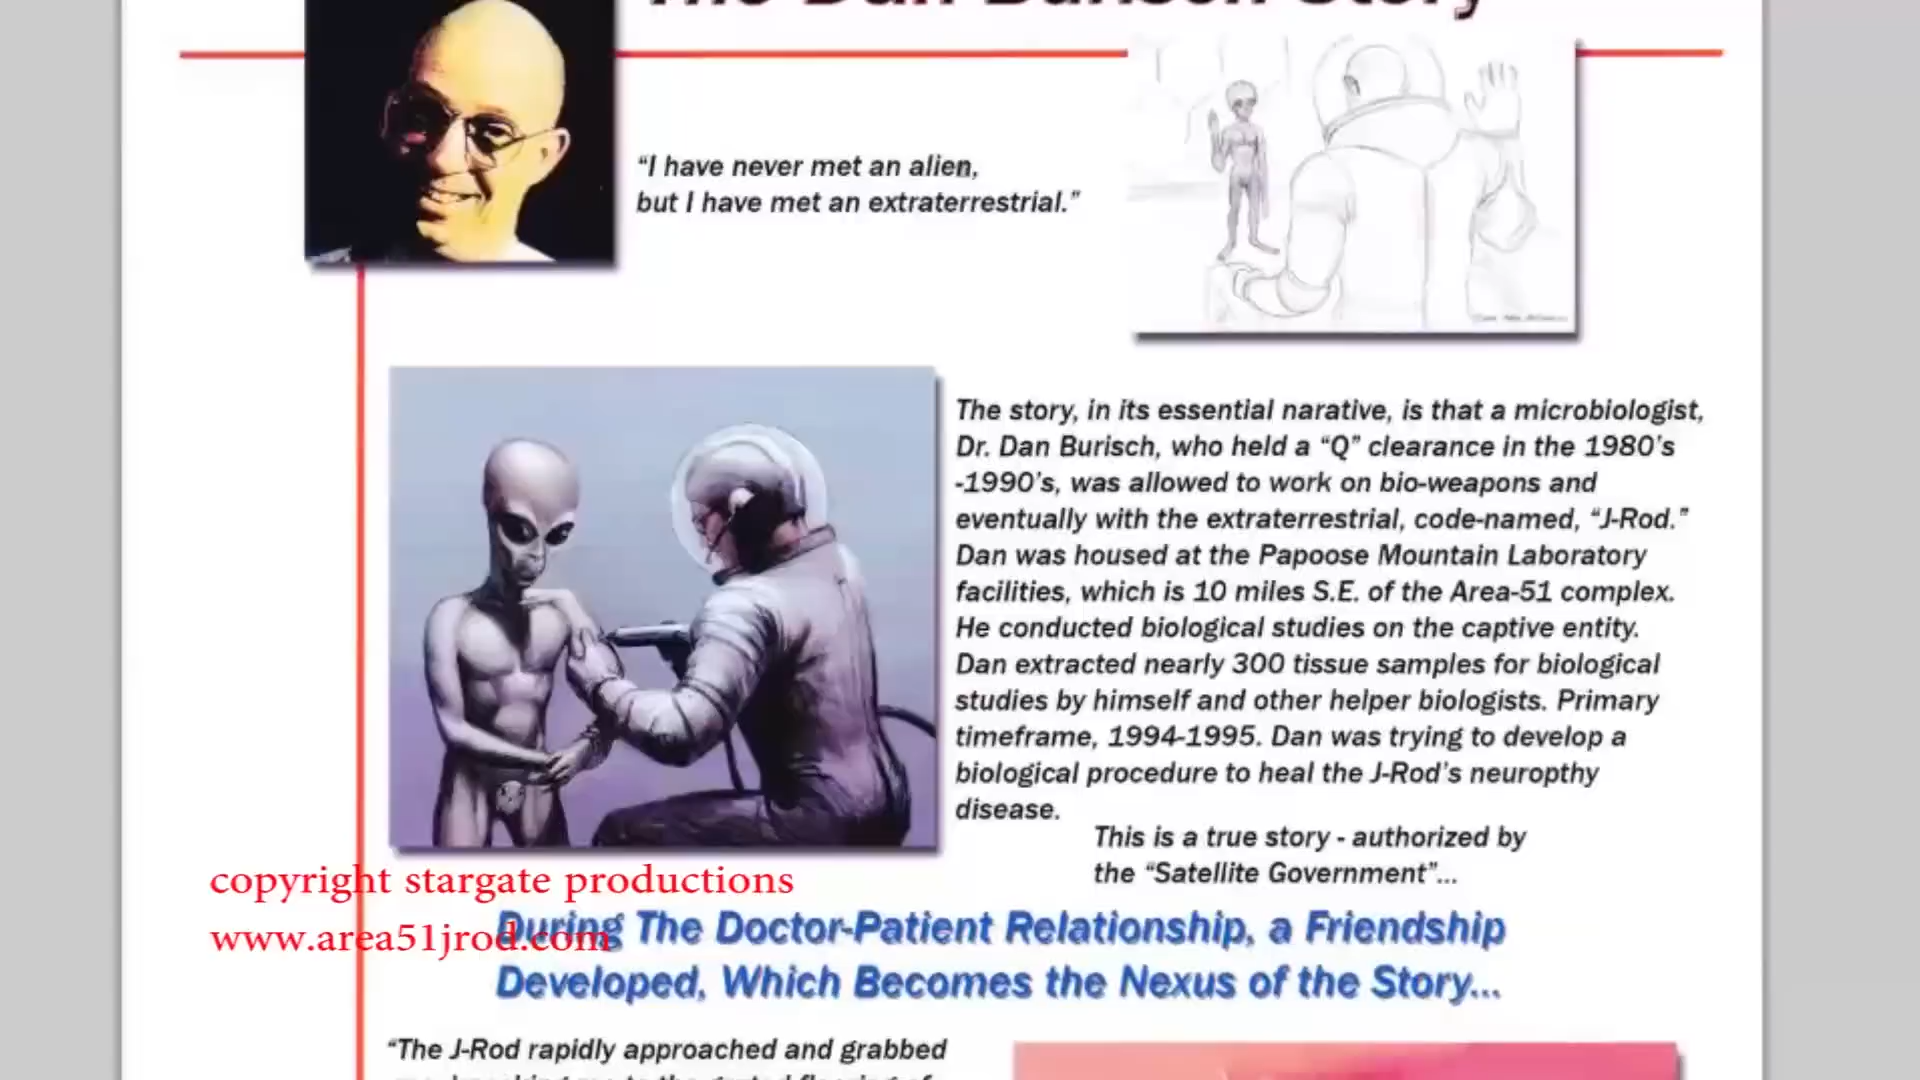 The Dan Burisch Story
"I have never met an alien,
but I have met an extraterrestrial."
The story, in its essential narative, is that a microbiologist,
Dr. Dan Burisch, who held a "Q" clearance in the 1980's
-1990's, was allowed to work on bio-weapons and
eventually with the extraterrestrial, code-named, "J-Rod."
Dan was housed at the Papoose Mountain Laboratory
facilities, which is 10 miles S.E. of the Area-51 complex.
He conducted biological studies on the captive entity.
Dan extracted nearly 300 tissue samples for biological
studies by himself and other helper biologists. Primary
timeframe, 1994-1995. Dan was trying to develop a
biological procedure to heal the J-Rod's neuropthy
disease.
This is a true story - authorized by
the "Satellite Government"...
copyright stargate productions
www.area51jrod.com
During The Doctor-Patient Relationship, a Friendship
Developed, Which Becomes the Nexus of the Story...
"The J-Rod rapidly approached and grabbed